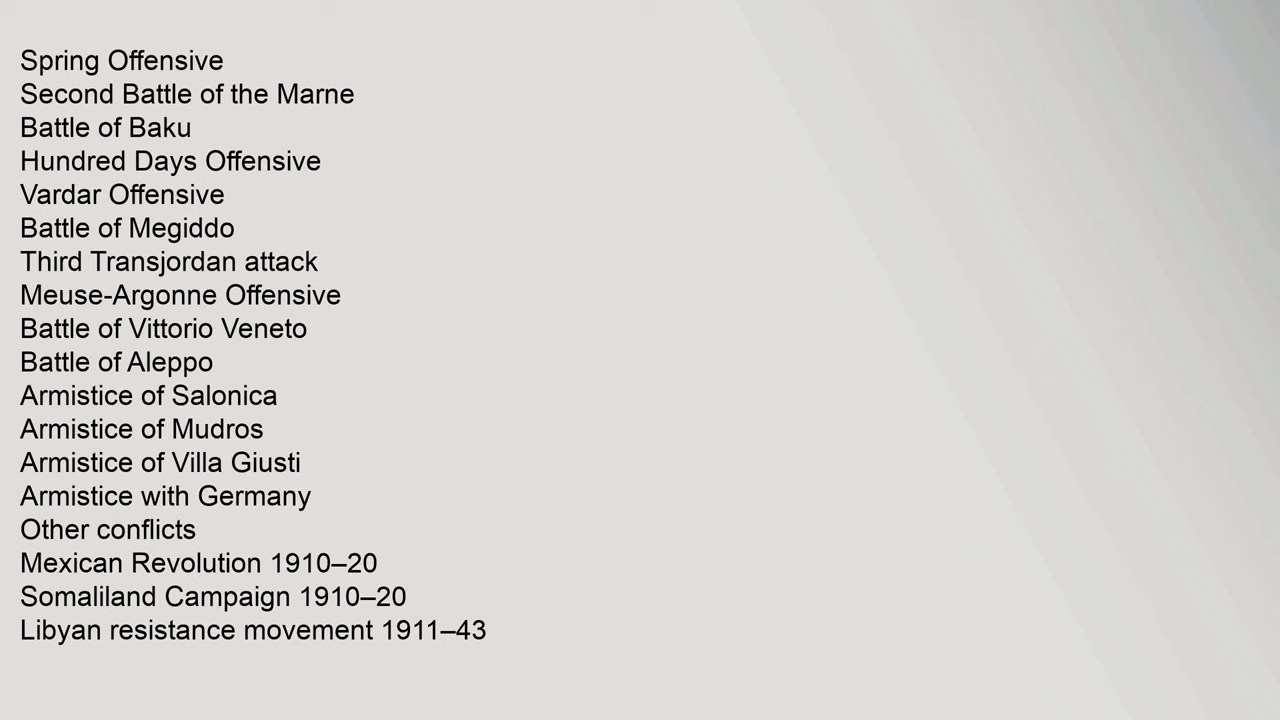 Spring Offensive
Second Battle of the Marne
Battle of Baku
Hundred Days Offensive
Vardar Offensive
Battle of Megiddo
Third Transjordan attack
Meuse-Argonne Offensive
Battle of Vittorio Veneto
Battle of Aleppo
Armistice of Salonica
Armistice of Mudros
Armistice of Villa Giusti
Armistice with Germany
Other conflicts
Mexican Revolution 1910–20
Somaliland Campaign 1910–20
Libyan resistance movement 1911–43